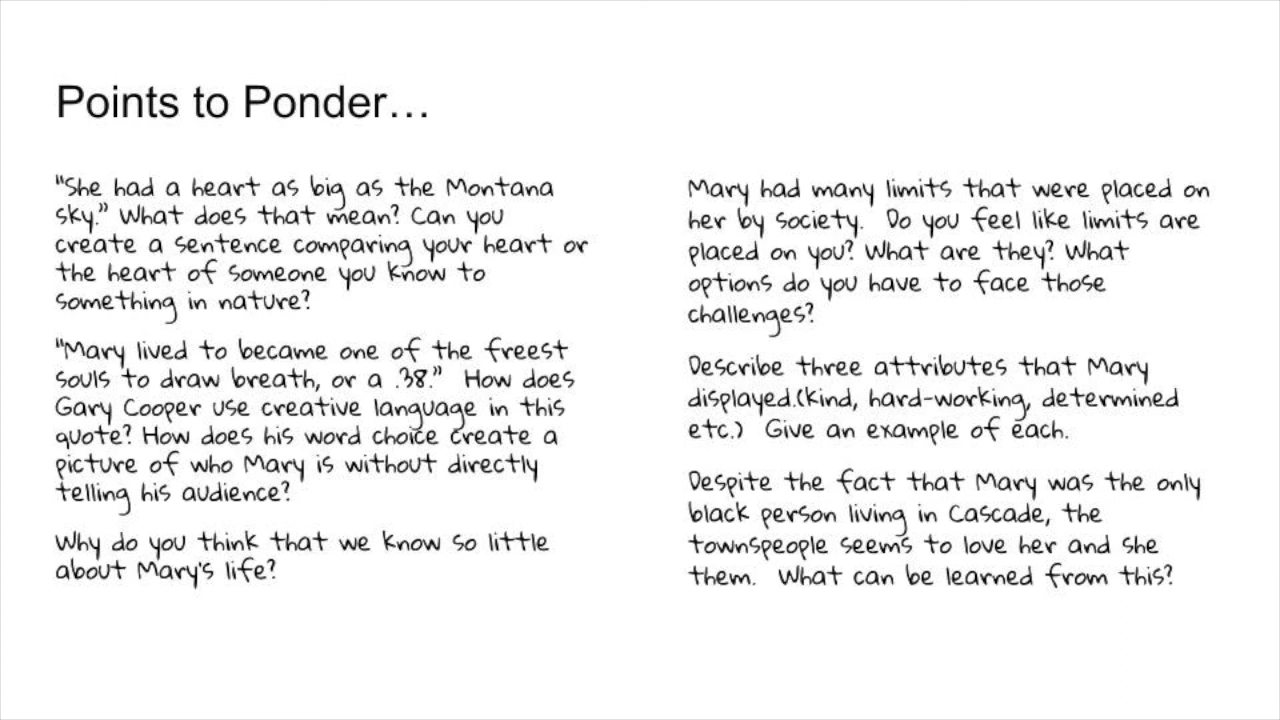 Points to Ponder...
"She had a heart as big as the Montana
sky." What does that mean? Can you
create a sentence comparing your heart or
the heart of someone you know to
something in nature?
"Mary lived to became one of the freest
souls to draw breath, or a .38." How does
Gary Cooper use creative language in this
quote? How does his word choice create a
picture of who Mary is without directly
telling his audience?
Why do you think that we know so little
about Mary's life?
Mary had many limits that were placed on
her by society. Do you feel like limits are
placed on you? What are they? What
options do you have to face those
challenges?
Describe three attributes that Mary
displayed.(kind, hard-working, determined
etc.) Give an example of each.
Despite the fact that Mary was the only
black person living in Cascade, the
townspeople seems to love her and she
them. What can be learned from this?